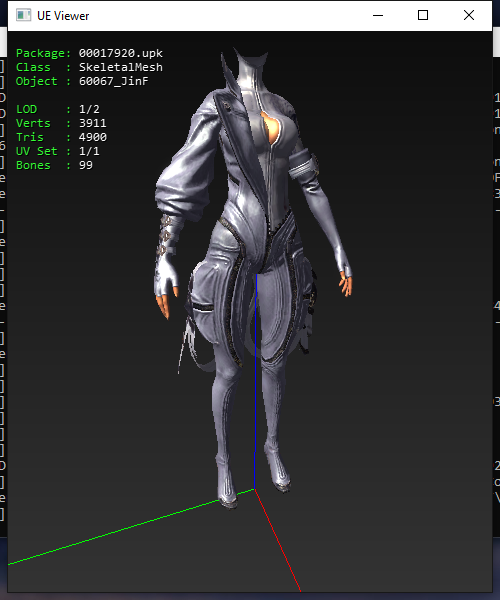 UE Viewer
Package: 00017920.upk
Class : SkeletalMesh
Object : 60067_JinF
LOD : 1/2
Verts : 3911
Tris : 4900
UV Set : 1/1
Bones : 99